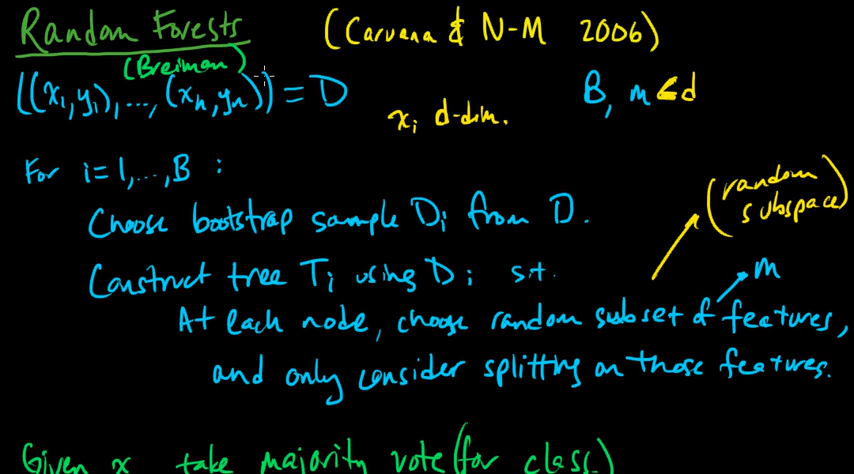 Random Forests (Caruana & N-M 2006)
(Breiman)
((x₁,y₁),...,(xₙ,yₙ)) = D B, m < d
xᵢ d-dim.
For i=1,...,B :
(random subspace)
Choose bootstrap sample Dᵢ from D.
Construct tree Tᵢ using Dᵢ s.t.
m
At each node, choose random subset of features,
and only consider splitting on those features.
Given x take majority vote (for class)